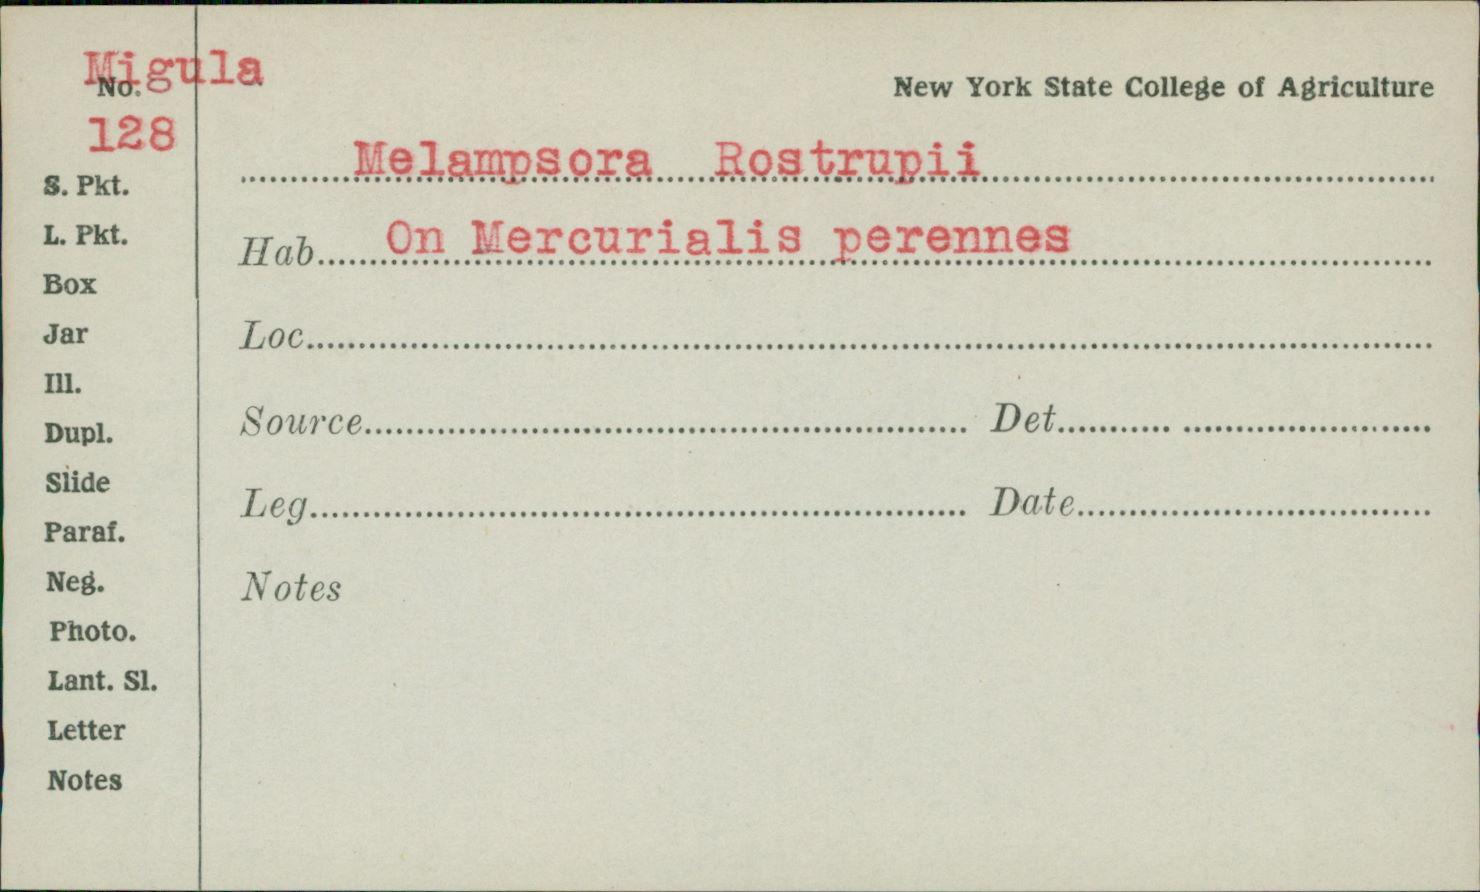 Migula
No.
128
New York State College of Agriculture
Melampsora Rostrupii
Hab. On Mercurialis perennes
Loc.
Source Det.
Leg. Date
Notes
S. Pkt.
L. Pkt.
Box
Jar
Ill.
Dupl.
Slide
Paraf.
Neg.
Photo.
Lant. Sl.
Letter
Notes